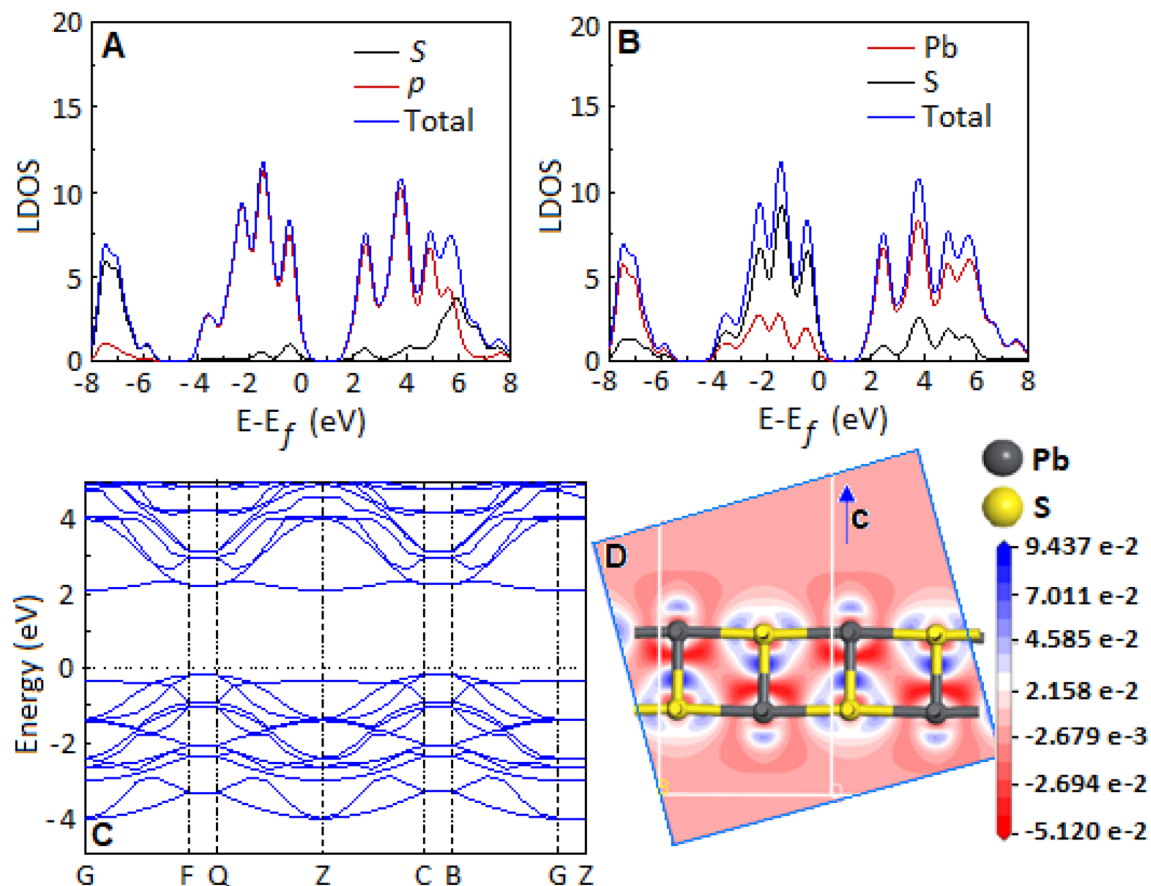 A
S
p
Total
20
15
10
5
0
LDOS
-8 -6 -4 -2 0 2 4 6 8
E-Ef (eV)
B
Pb
S
Total
20
15
10
5
0
LDOS
-8 -6 -4 -2 0 2 4 6 8
E-Ef (eV)
4
2
0
-2
-4
Energy (eV)
C
G F Q Z C B G Z
D
c
Pb
S
9.437 e-2
7.011 e-2
4.585 e-2
2.158 e-2
-2.679 e-3
-2.694 e-2
-5.120 e-2